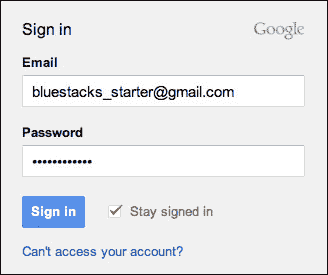 Sign in Google
Email
bluestacks_starter@gmail.com
Password
••••••••••••
Sign in Stay signed in
Can't access your account?